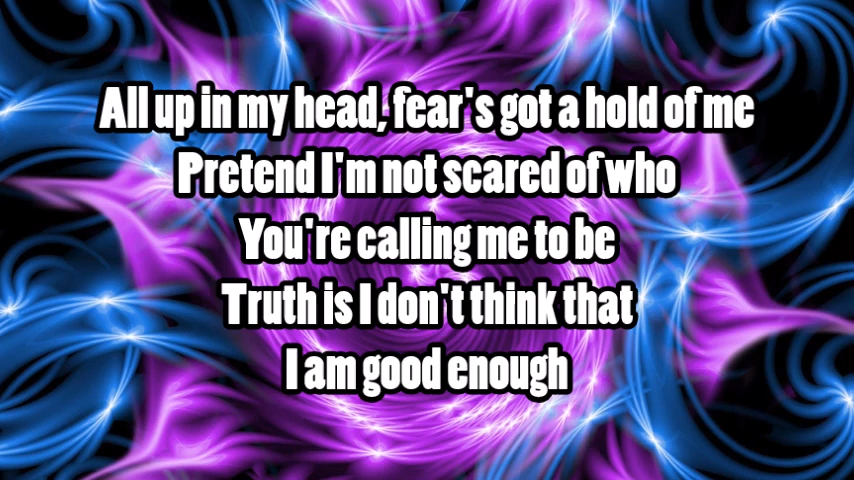 All up in my head, fear's got a hold of me
Pretend I'm not scared of who
You're calling me to be
Truth is I don't think that
I am good enough